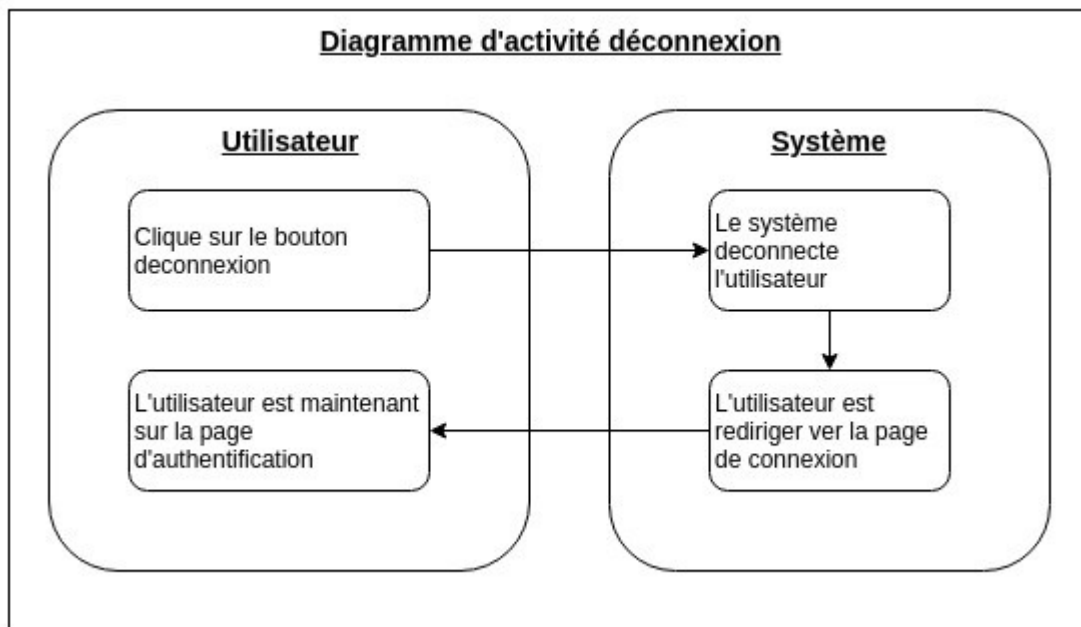 Diagramme d'activité déconnexion
Utilisateur
Clique sur le bouton
deconnexion
L'utilisateur est maintenant
sur la page
d'authentification
Système
Le système
deconnecte
l'utilisateur
L'utilisateur est
rediriger ver la page
de connexion